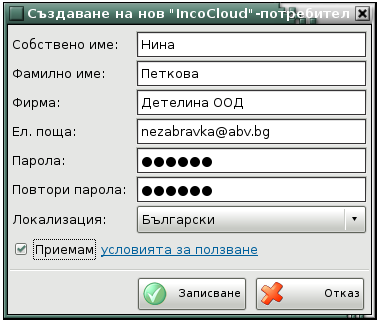 Създаване на нов "IncoCloud"-потребител
Собствено име: Нина
Фамилно име: Петкова
Фирма: Детелина ООД
Ел. поща: nezabravka@abv.bg
Парола: ●●●●●●
Повтори парола: ●●●●●●
Локализация: Български
Приемам условията за ползване
Записване Отказ